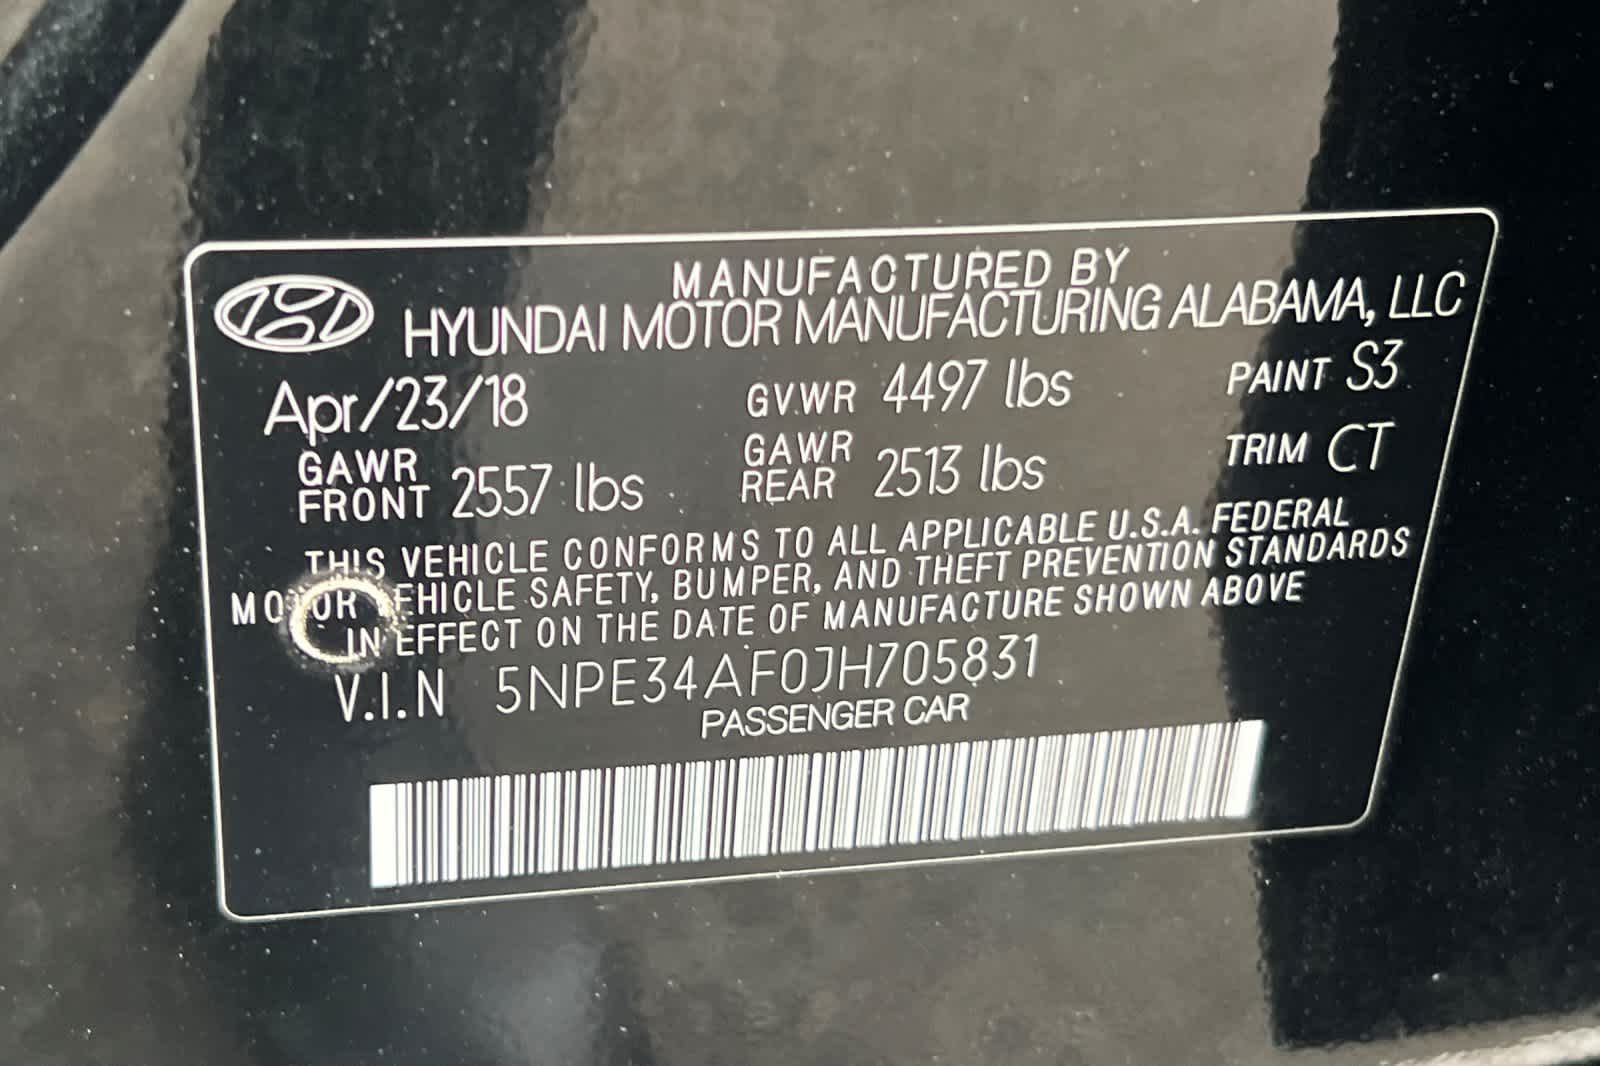 MANUFACTURED BY
HYUNDAI MOTOR MANUFACTURING ALABAMA, LLC
Apr/23/18 GVWR 4497 lbs PAINT S3
GAWR FRONT 2557 lbs GAWR REAR 2513 lbs TRIM CT
THIS VEHICLE CONFORMS TO ALL APPLICABLE U.S.A. FEDERAL
MOTOR VEHICLE SAFETY, BUMPER, AND THEFT PREVENTION STANDARDS
IN EFFECT ON THE DATE OF MANUFACTURE SHOWN ABOVE
V.I.N 5NPE34AF0JH705831
PASSENGER CAR